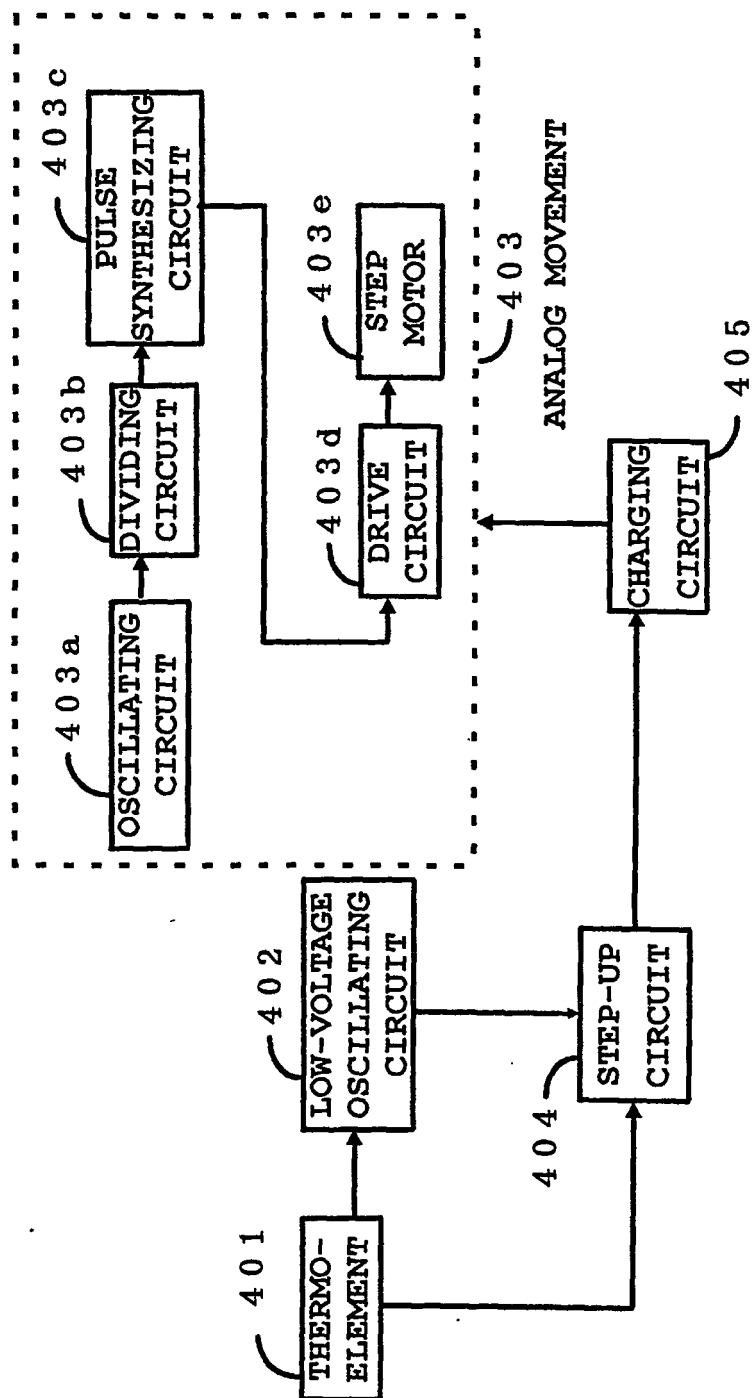 403a
OSCILLATING
CIRCUIT
403b
DIVIDING
CIRCUIT
403c
PULSE
SYNTHESIZING
CIRCUIT
403d
DRIVE
CIRCUIT
403e
STEP
MOTOR
403
ANALOG MOVEMENT
401
THERMO-
ELEMENT
402
LOW-VOLTAGE
OSCILLATING
CIRCUIT
404
STEP-UP
CIRCUIT
CHARGING
CIRCUIT
405